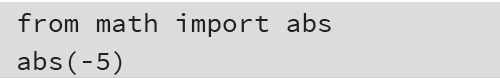 from math import abs
abs(-5)